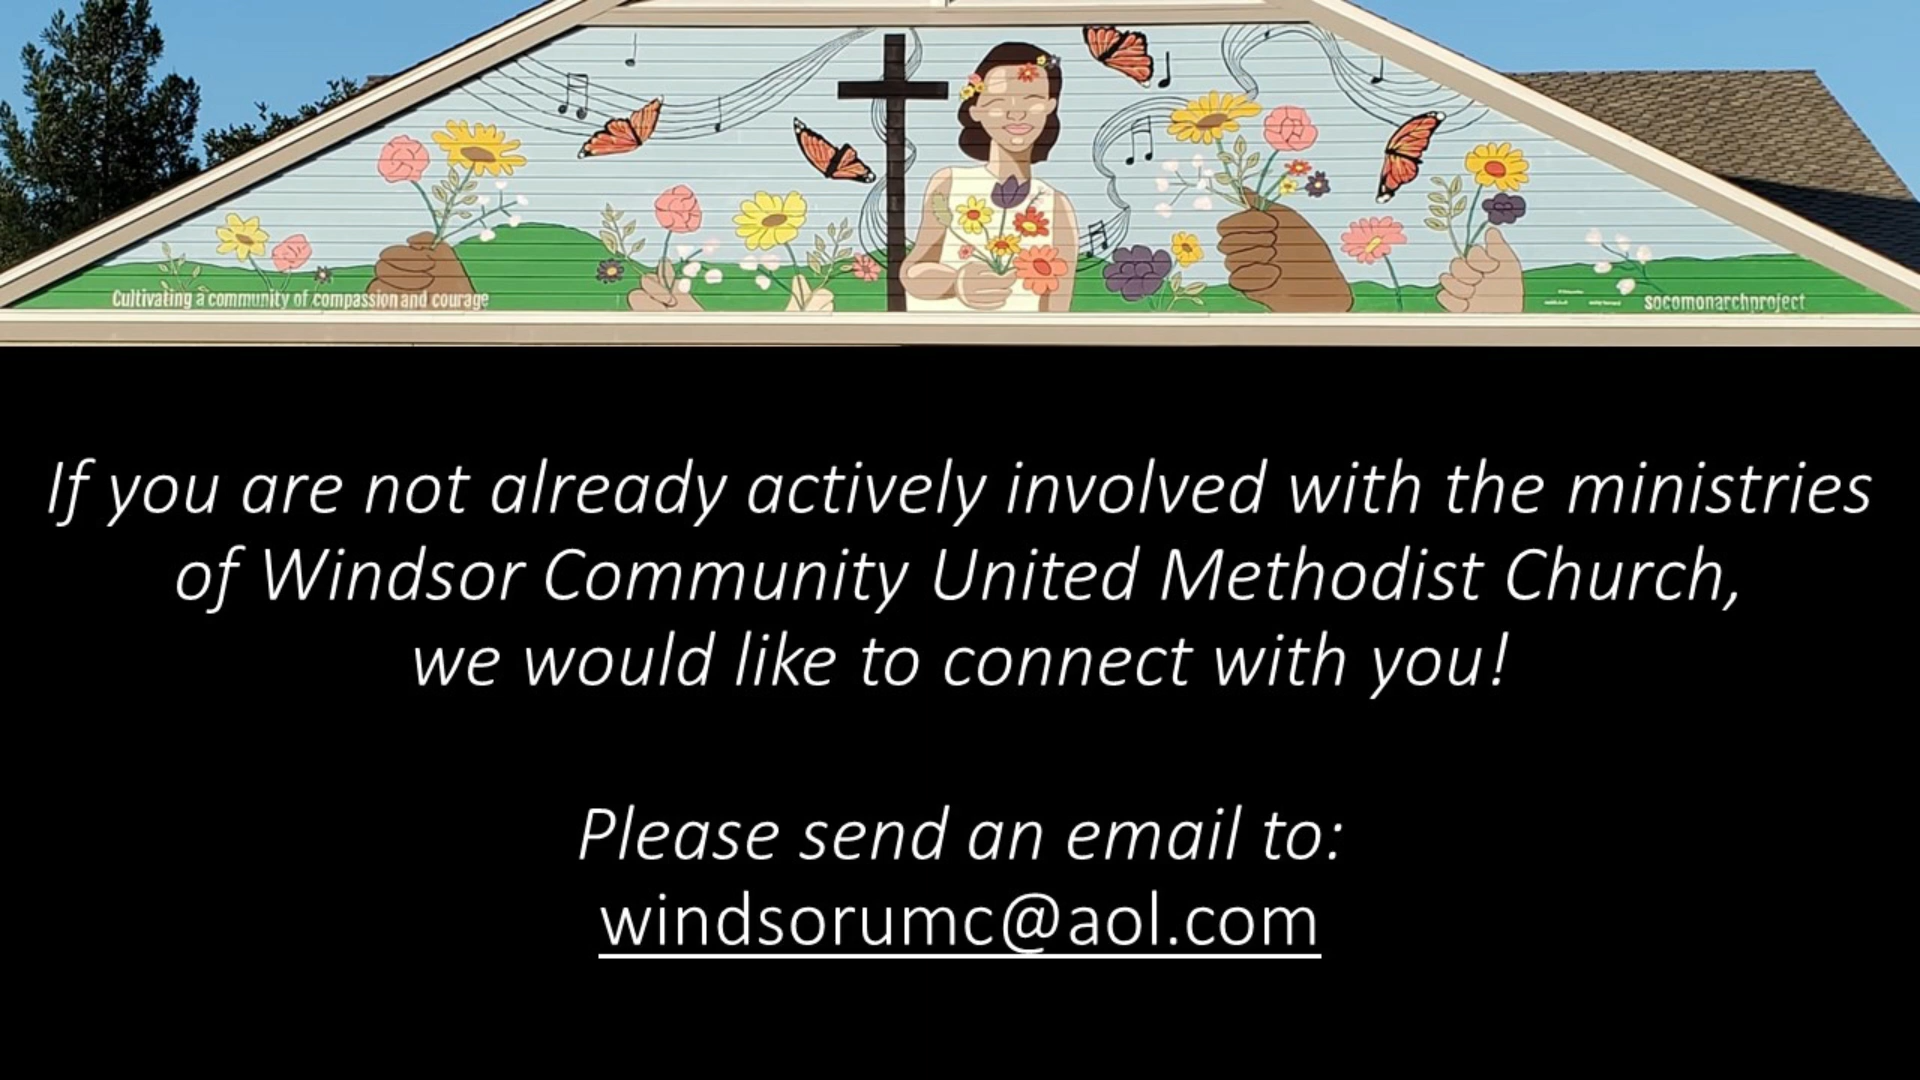 Cultivating a community of compassion and courage
socomonarchproject
If you are not already actively involved with the ministries
of Windsor Community United Methodist Church,
we would like to connect with you!
Please send an email to:
windsorumc@aol.com